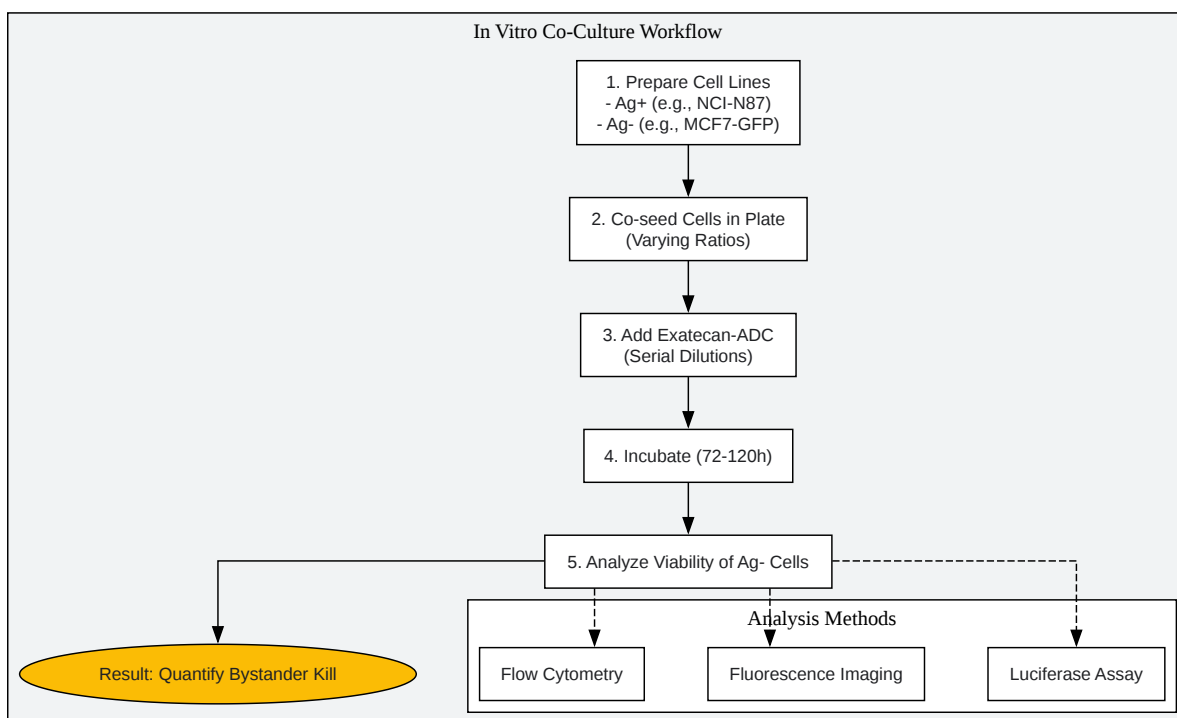 In Vitro Co-Culture Workflow
1. Prepare Cell Lines
- Ag+ (e.g., NCI-N87)
- Ag- (e.g., MCF7-GFP)
2. Co-seed Cells in Plate
(Varying Ratios)
3. Add Exatecan-ADC
(Serial Dilutions)
4. Incubate (72-120h)
5. Analyze Viability of Ag- Cells
Analysis Methods
Result: Quantify Bystander Kill
Flow Cytometry
Fluorescence Imaging
Luciferase Assay